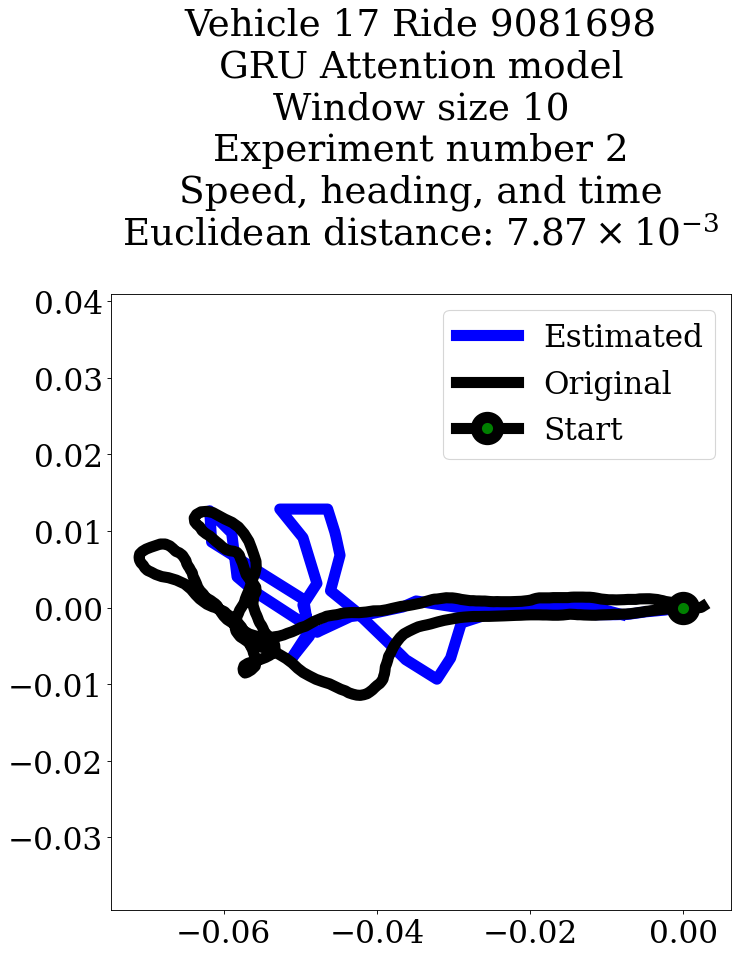 Vehicle 17 Ride 9081698
GRU Attention model
Window size 10
Experiment number 2
Speed, heading, and time
Euclidean distance: 7.87 × 10⁻³
0.04
0.03
0.02
0.01
0.00
−0.01
−0.02
−0.03
Estimated
Original
Start
−0.06
−0.04
−0.02
0.00